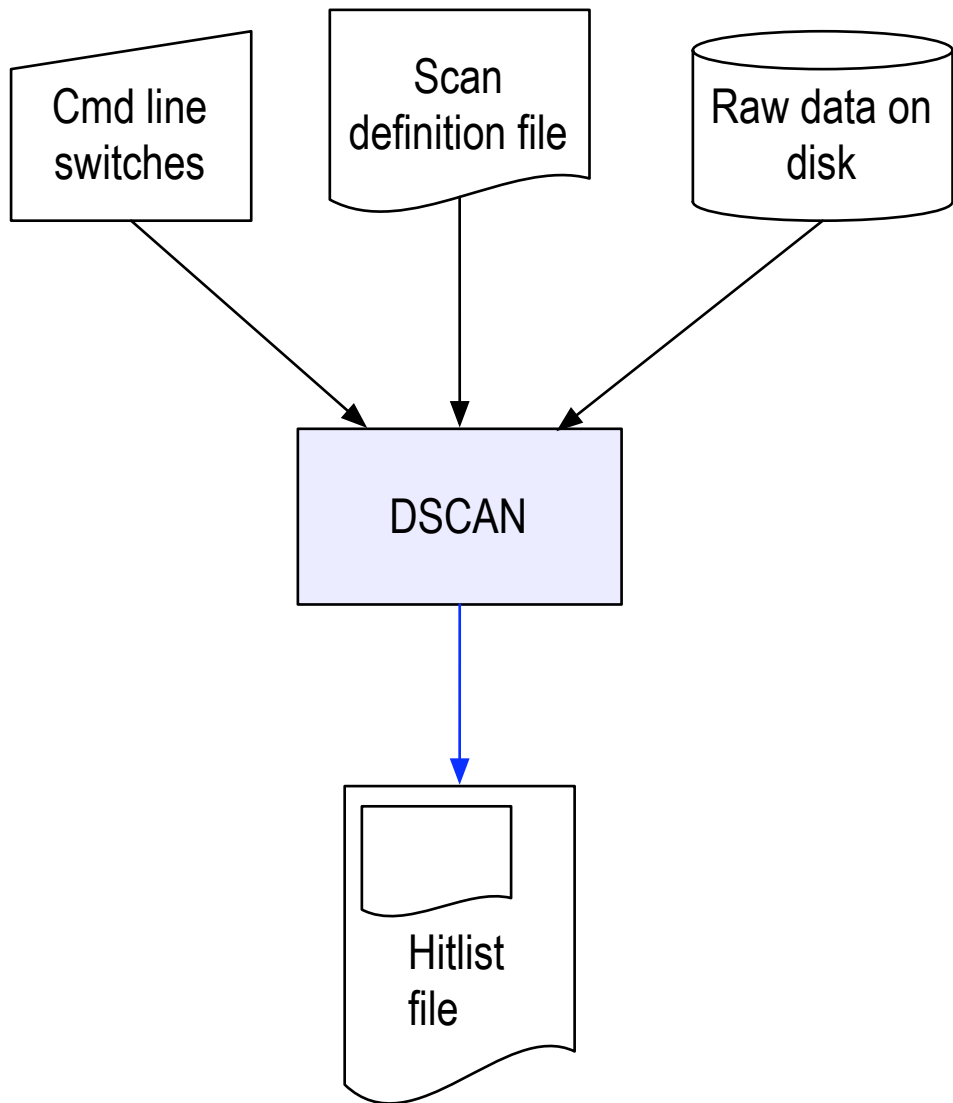 Cmd line
switches
Scan
definition file
Raw data on
disk
DSCAN
Hitlist
file